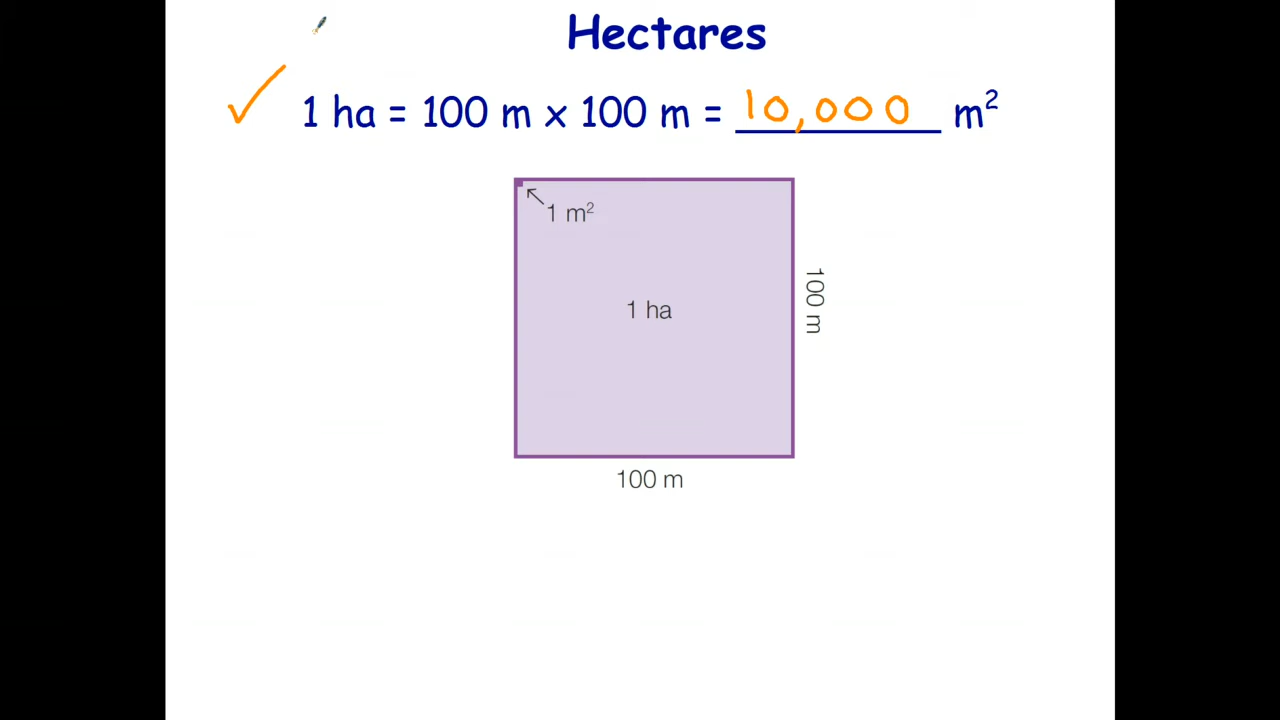 Hectares
1 ha = 100 m x 100 m = 10,000 m²
1 m²
1 ha
100 m
100 m